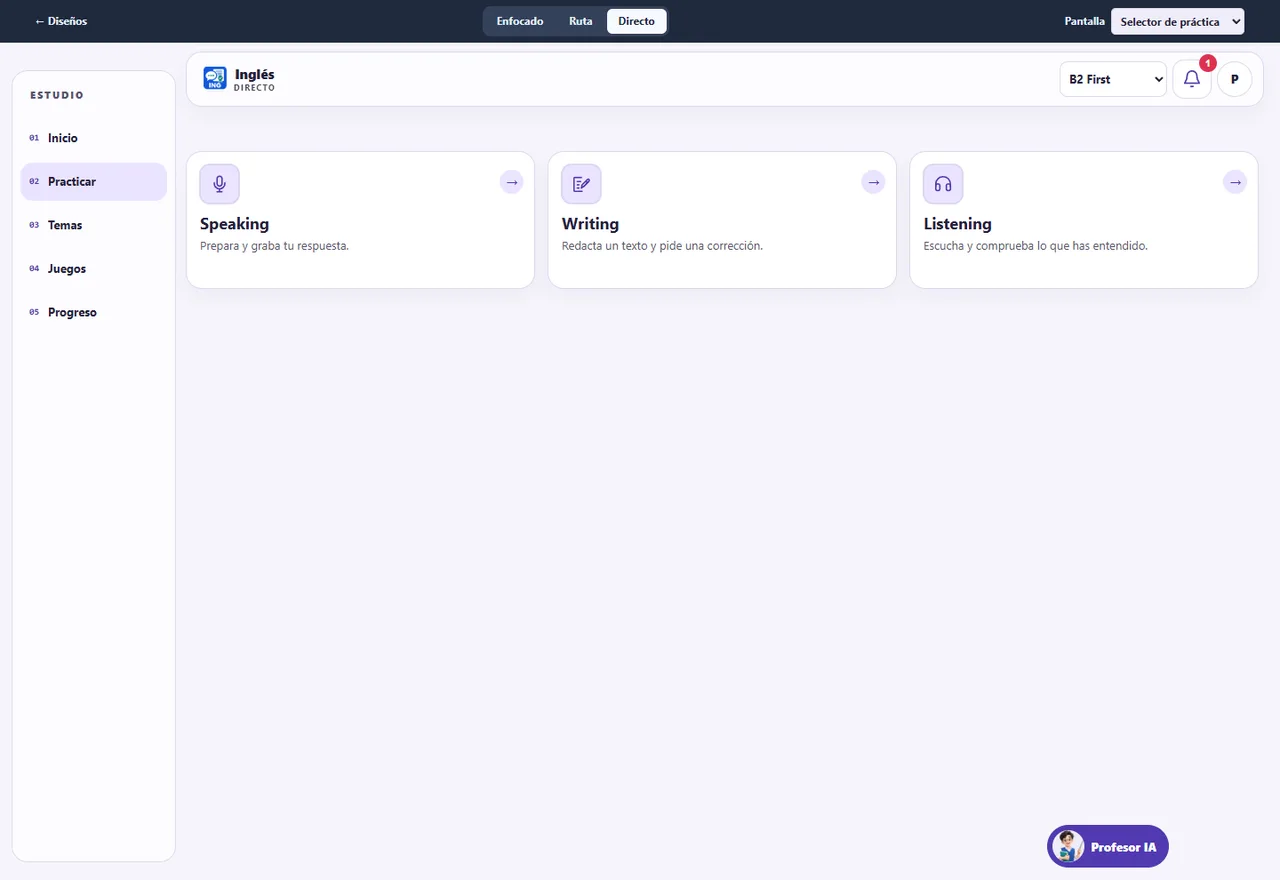 ← Diseños
Enfocado
Ruta
Directo
Pantalla
Selector de práctica
ESTUDIO
01 Inicio
02 Practicar
03 Temas
04 Juegos
05 Progreso
ING
Inglés
DIRECTO
B2 First
1
P
→
Speaking
Prepara y graba tu respuesta.
→
Writing
Redacta un texto y pide una corrección.
→
Listening
Escucha y comprueba lo que has entendido.
Profesor IA